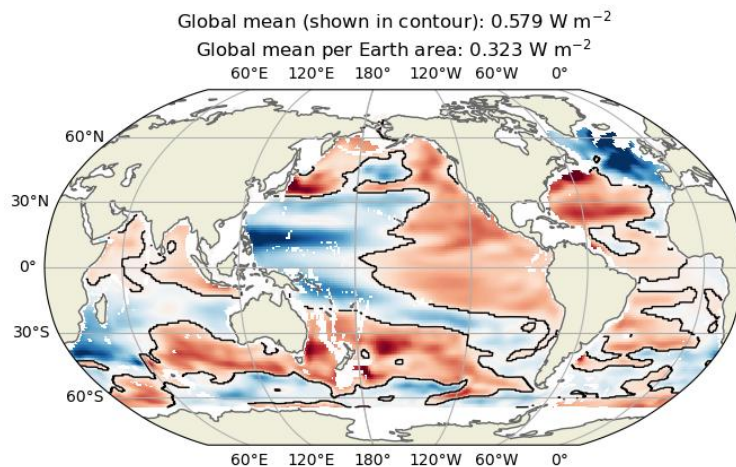 Global mean (shown in contour): 0.579 W m⁻²
Global mean per Earth area: 0.323 W m⁻²
60°E 120°E 180° 120°W 60°W 0°
60°N
30°N
0°
30°S
60°S
60°E 120°E 180° 120°W 60°W 0°